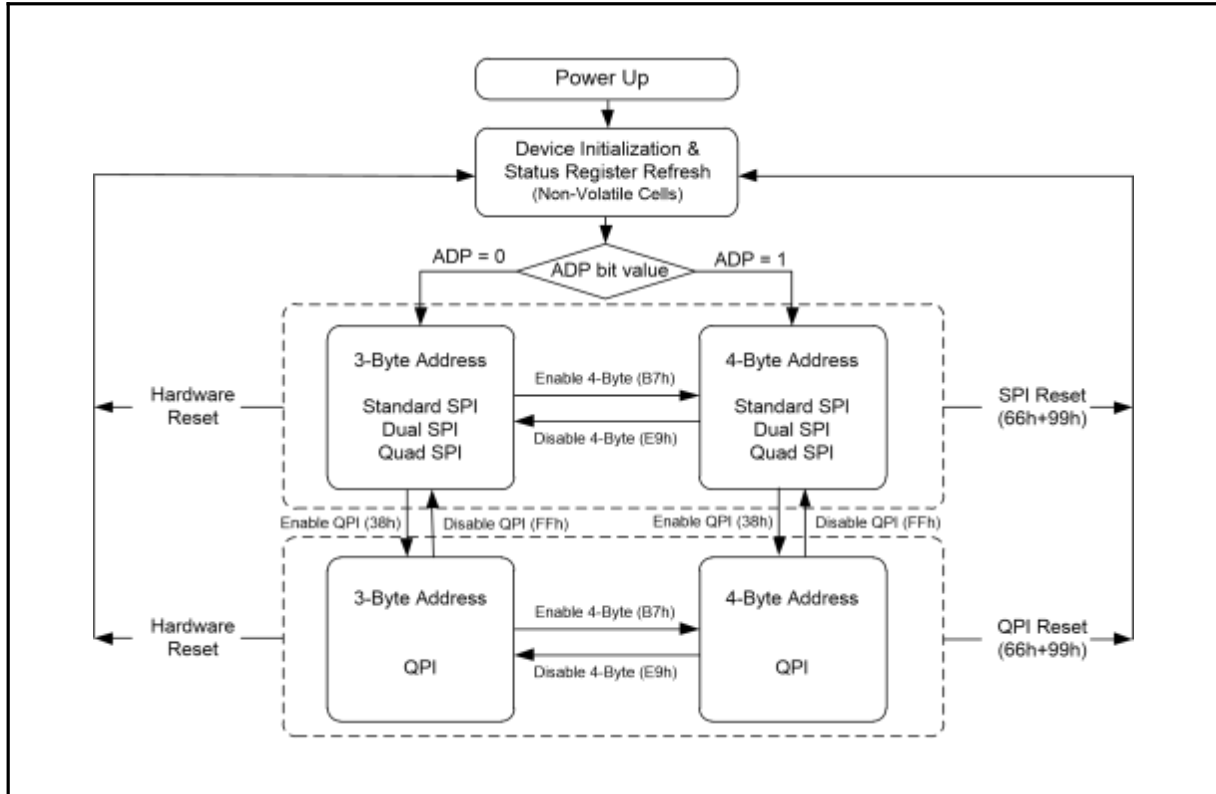 Power Up
Device Initialization &
Status Register Refresh
(Non-Volatile Cells)
ADP = 0
ADP bit value
ADP = 1
3-Byte Address
Standard SPI
Dual SPI
Quad SPI
Enable 4-Byte (B7h)
Disable 4-Byte (E9h)
4-Byte Address
Standard SPI
Dual SPI
Quad SPI
Hardware
Reset
SPI Reset
(66h+99h)
Enable QPI (38h)
Disable QPI (FFh)
Enable QPI (38h)
Disable QPI (FFh)
3-Byte Address
QPI
Enable 4-Byte (B7h)
Disable 4-Byte (E9h)
4-Byte Address
QPI
Hardware
Reset
QPI Reset
(66h+99h)